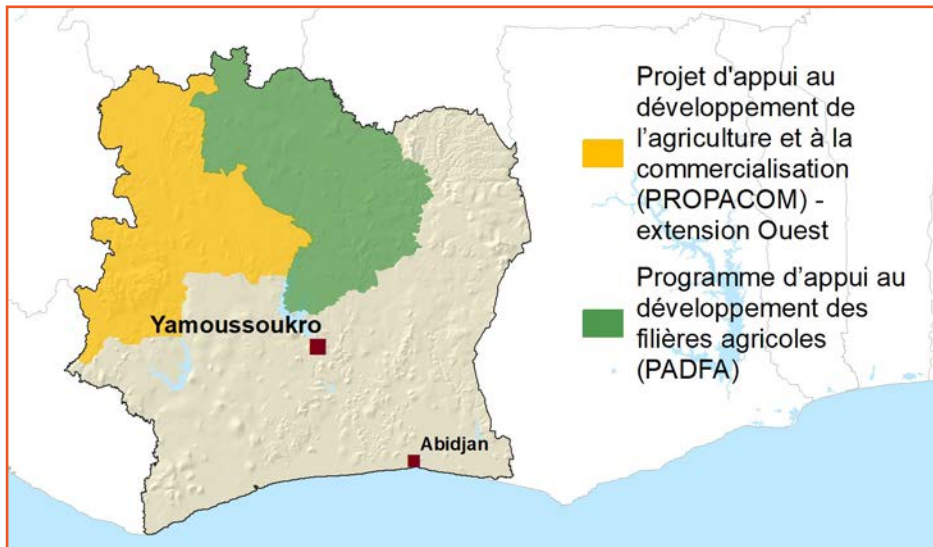 Projet d'appui au
développement de
l’agriculture et à la
commercialisation
(PROPACOM) -
extension Ouest
Programme d’appui au
développement des
filières agricoles
(PADFA)
Yamoussoukro
Abidjan